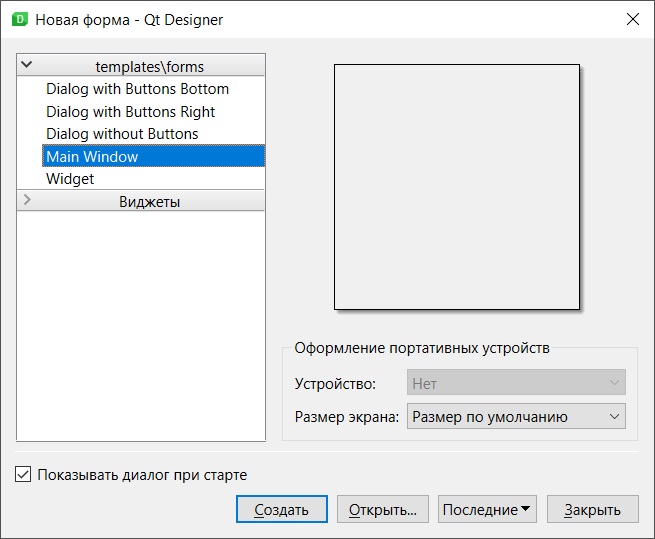 Новая форма - Qt Designer
templates\forms
Dialog with Buttons Bottom
Dialog with Buttons Right
Dialog without Buttons
Main Window
Widget
Виджеты
Оформление портативных устройств
Устройство: Нет
Размер экрана: Размер по умолчанию
Показывать диалог при старте
Создать Открыть... Последние Закрыть